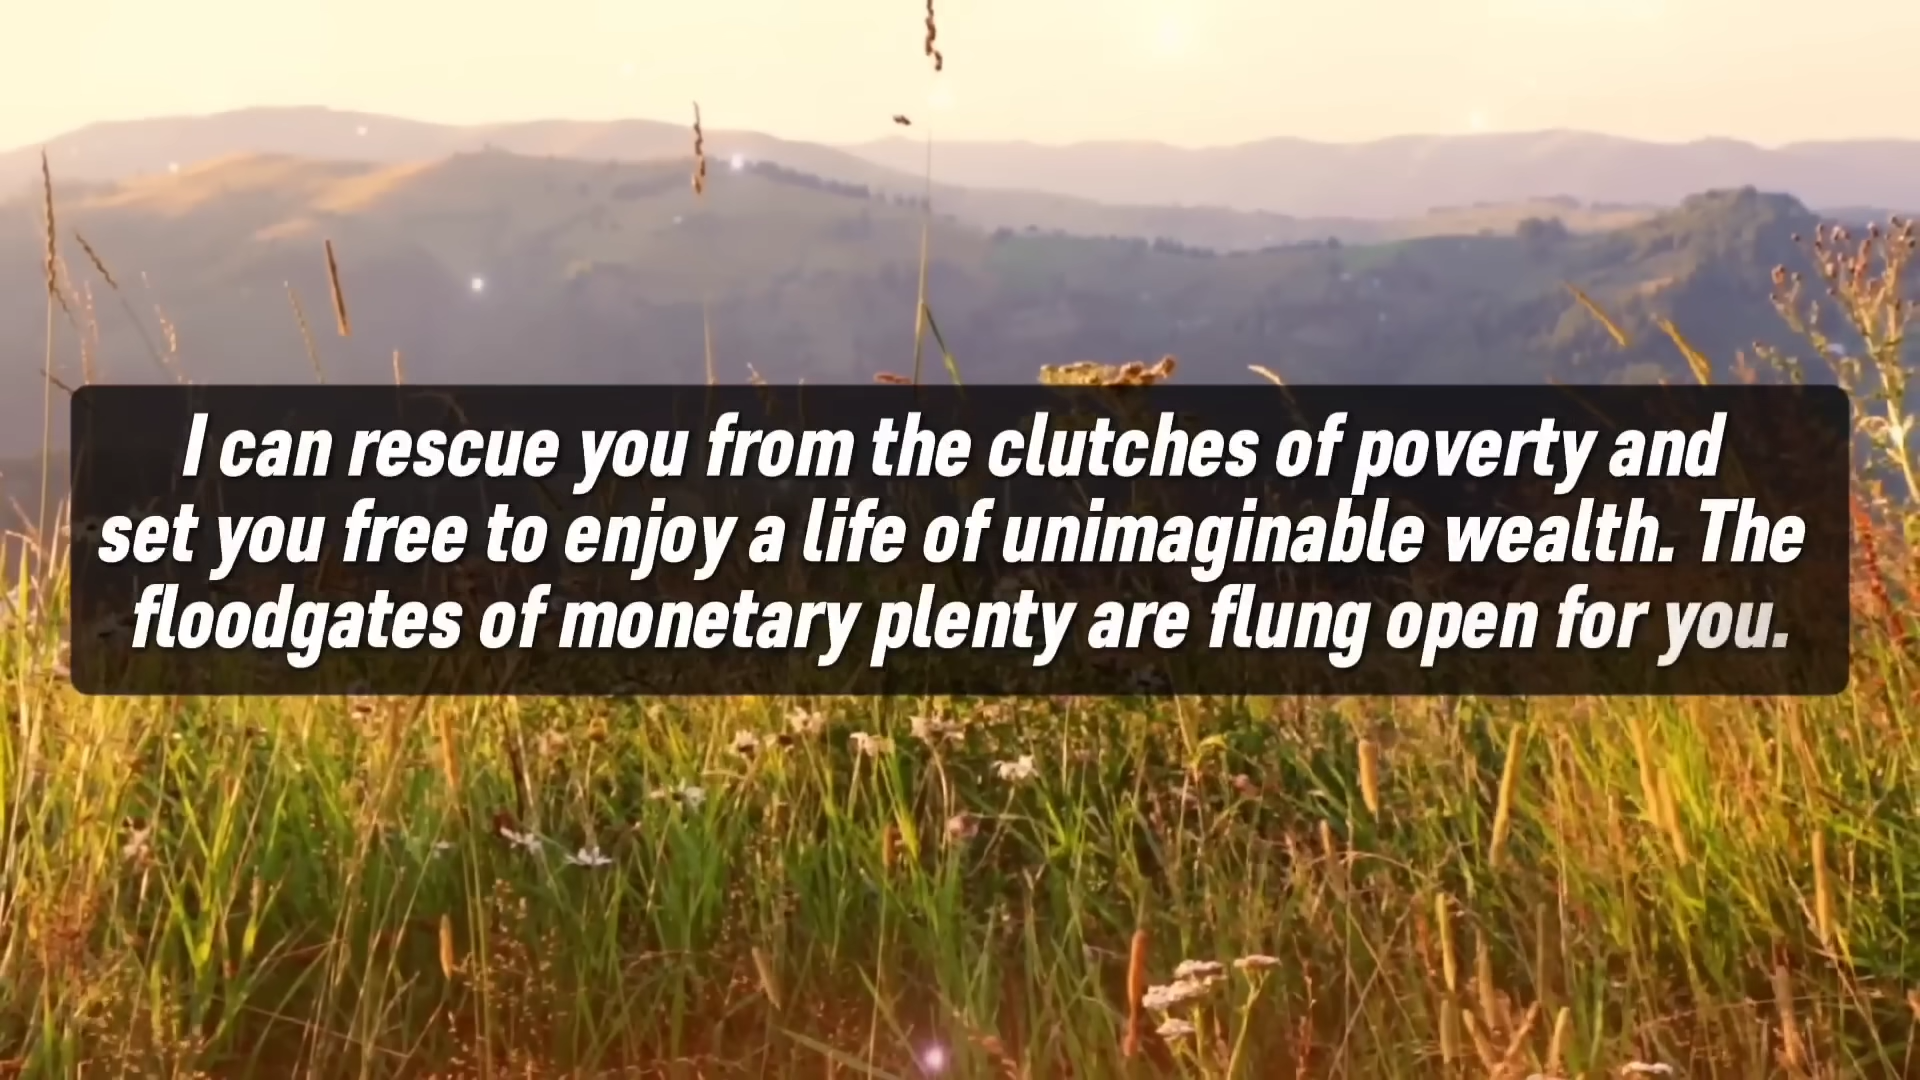 I can rescue you from the clutches of poverty and
set you free to enjoy a life of unimaginable wealth. The
floodgates of monetary plenty are flung open for you.